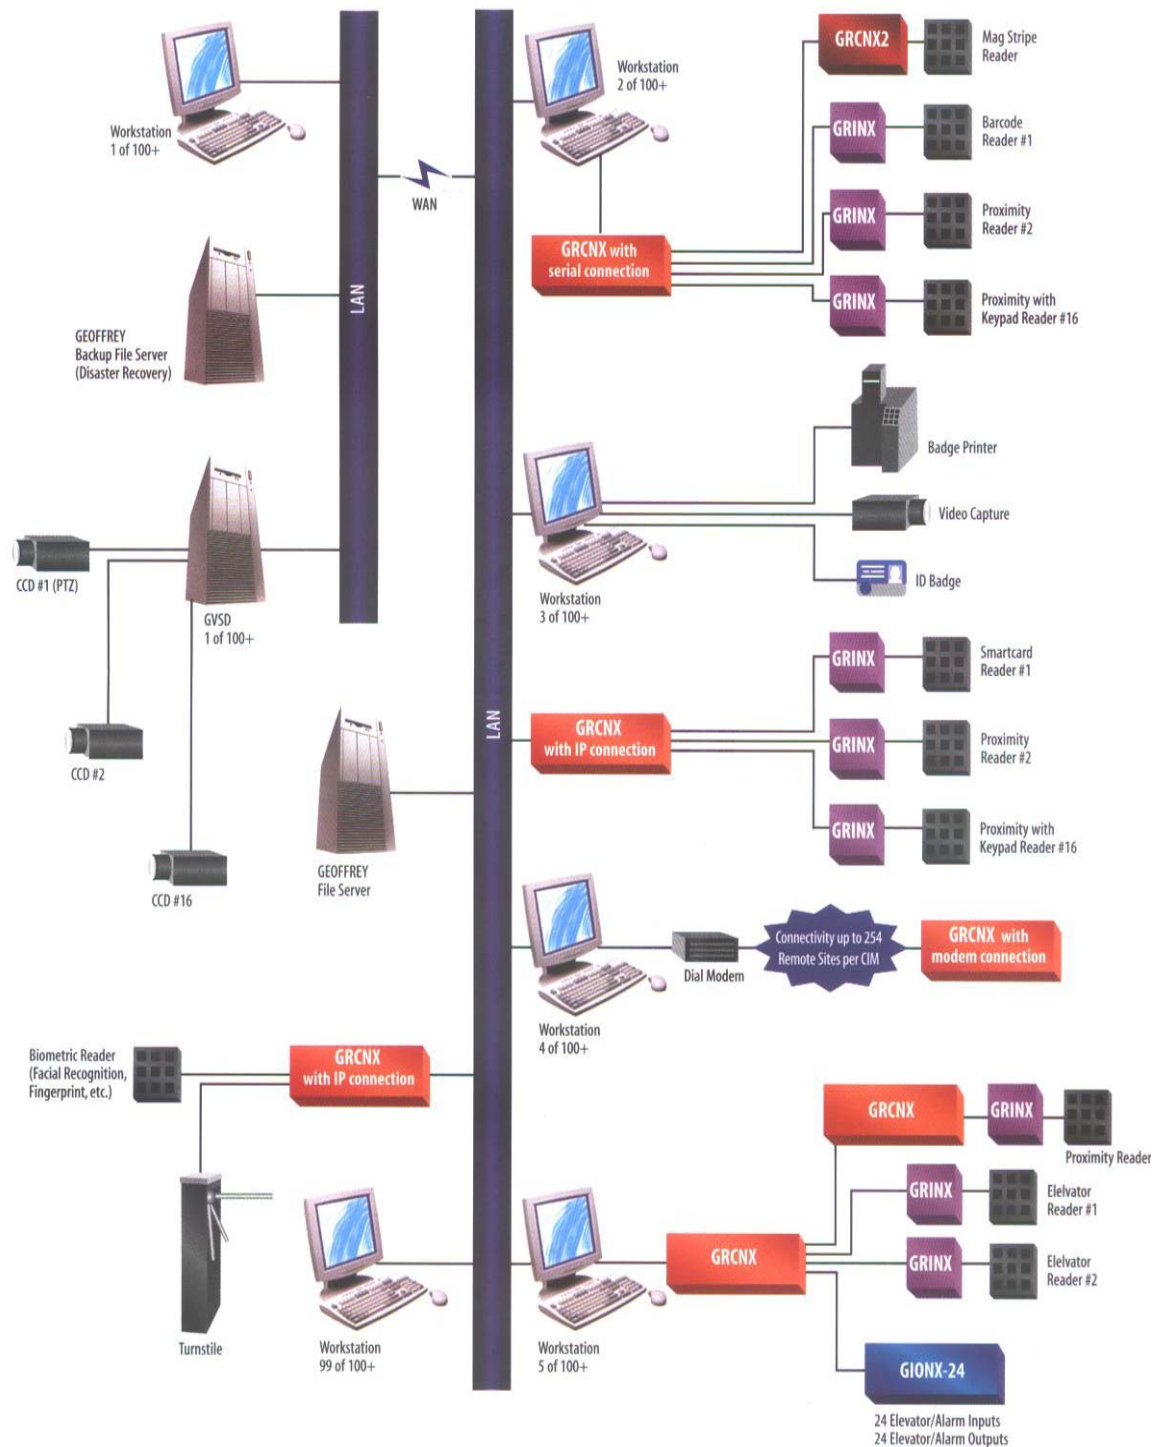 Workstation
1 of 100+
LAN
WAN
GEOFFREY
Backup File Server
(Disaster Recovery)
CCD #1 (PTZ)
GVSD
1 of 100+
CCD #2
CCD #16
LAN
GEOFFREY
File Server
Biometric Reader
(Facial Recognition,
Fingerprint, etc.)
GRCNX
with IP connection
Turnstile
Workstation
99 of 100+
Workstation
2 of 100+
GRCNX with
serial connection
GRCNX2
Mag Stripe
Reader
GRINX
Barcode
Reader #1
GRINX
Proximity
Reader #2
GRINX
Proximity with
Keypad Reader #16
Workstation
3 of 100+
Badge Printer
Video Capture
ID Badge
GRCNX
with IP connection
GRINX
Smartcard
Reader #1
GRINX
Proximity
Reader #2
GRINX
Proximity with
Keypad Reader #16
Workstation
4 of 100+
Dial Modem
Connectivity up to 254
Remote Sites per CIM
GRCNX with
modem connection
Workstation
5 of 100+
GRCNX
GRCNX
GRINX
Proximity Reader
GRINX
Elelvator
Reader #1
GRINX
Elelvator
Reader #2
GIONX-24
24 Elevator/Alarm Inputs
24 Elevator/Alarm Outputs